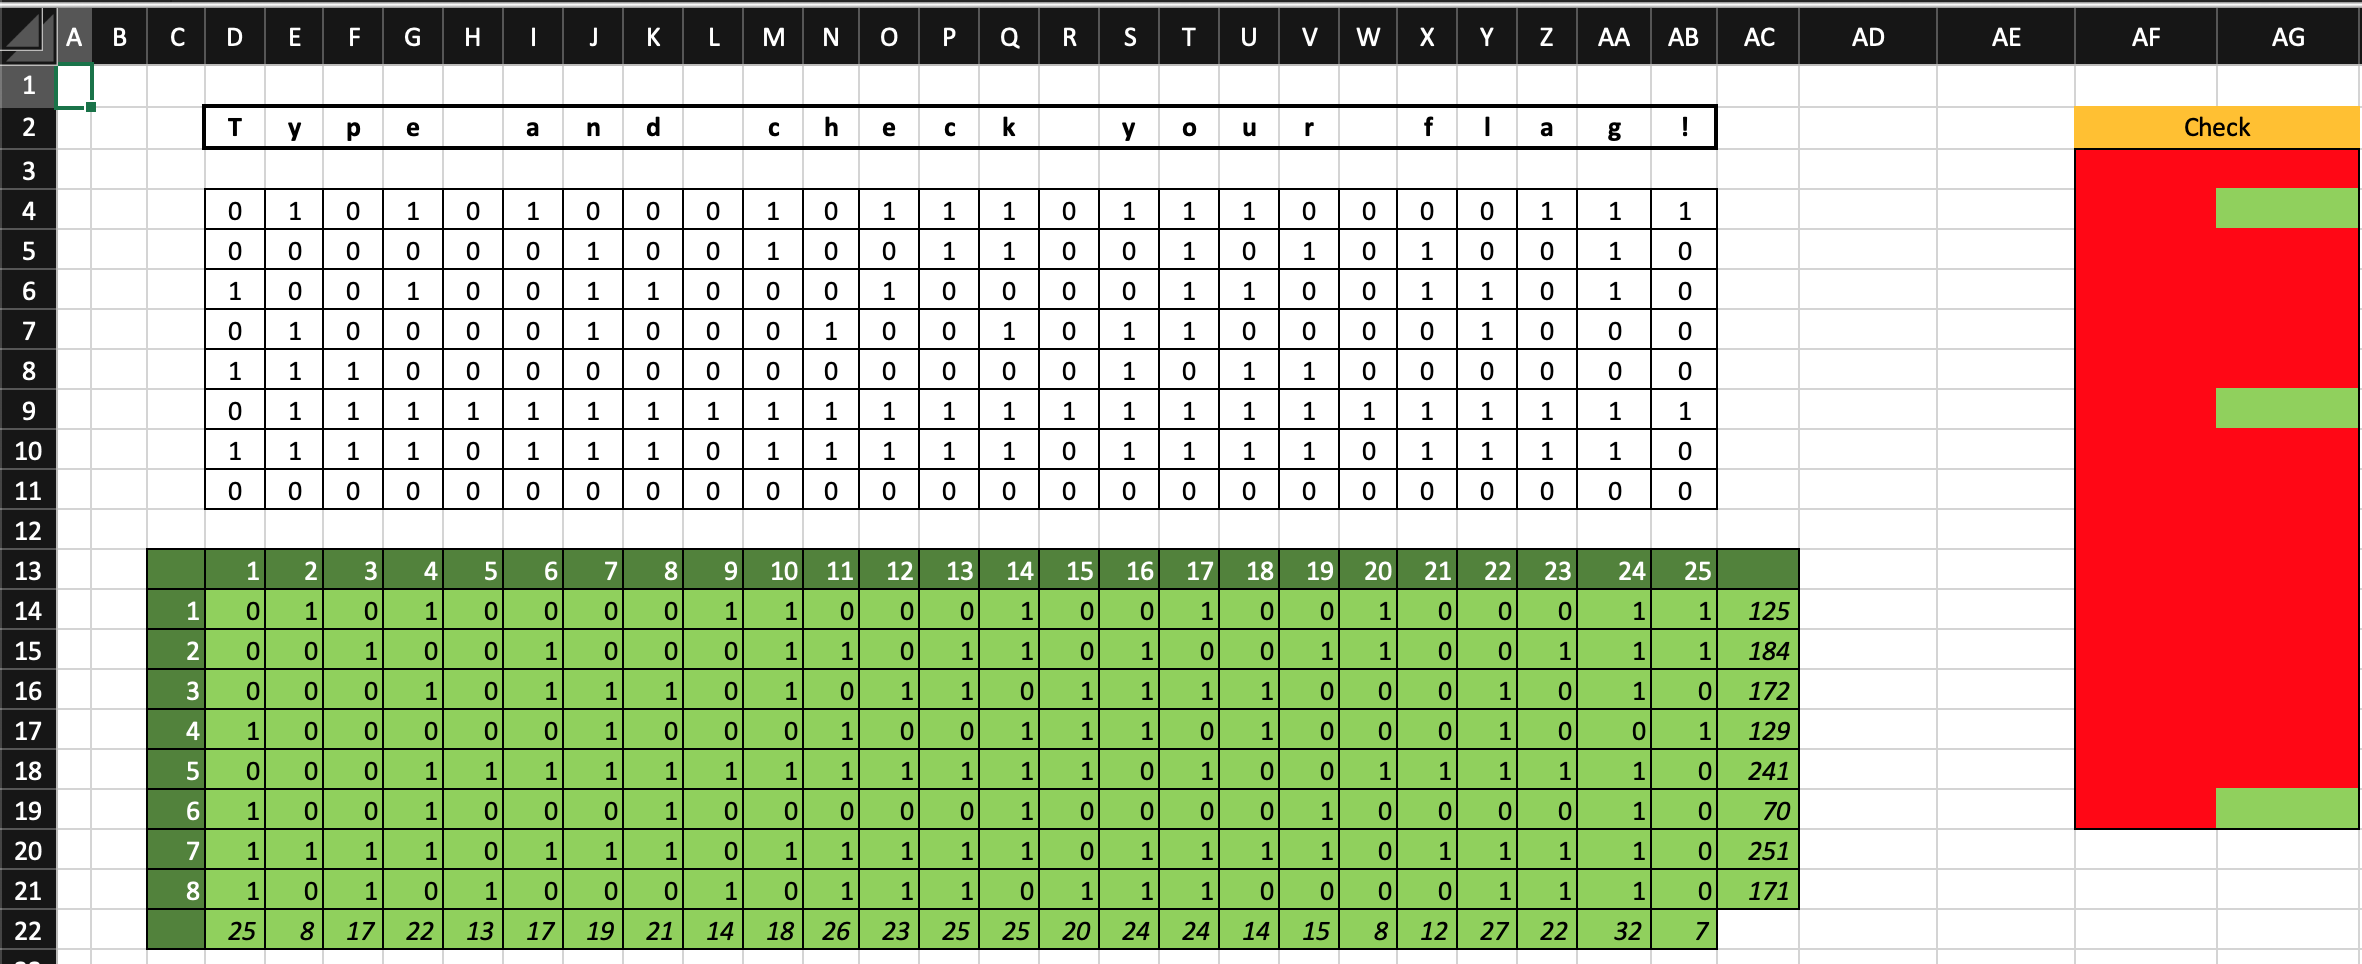 A B C D E F G H I J K L M N O P Q R S T U V W X Y Z AA AB AC AD AE AF AG
1
2 T y p e a n d c h e c k y o u r f l a g ! Check
3
4 0 1 0 1 0 1 0 0 0 1 0 1 1 1 0 1 1 1 0 0 0 0 1 1 1
5 0 0 0 0 0 0 1 0 0 1 0 0 1 1 0 0 1 0 1 0 1 0 0 1 0
6 1 0 0 1 0 0 1 1 0 0 0 1 0 0 0 0 1 1 0 0 1 1 0 1 0
7 0 1 0 0 0 0 1 0 0 0 1 0 0 1 0 1 1 0 0 0 0 1 0 0 0
8 1 1 1 0 0 0 0 0 0 0 0 0 0 0 0 1 0 1 1 0 0 0 0 0 0
9 0 1 1 1 1 1 1 1 1 1 1 1 1 1 1 1 1 1 1 1 1 1 1 1 1
10 1 1 1 1 0 1 1 1 0 1 1 1 1 1 0 1 1 1 1 0 1 1 1 1 0
11 0 0 0 0 0 0 0 0 0 0 0 0 0 0 0 0 0 0 0 0 0 0 0 0 0
12
13 1 2 3 4 5 6 7 8 9 10 11 12 13 14 15 16 17 18 19 20 21 22 23 24 25
14 1 0 1 0 1 0 0 0 0 1 1 0 0 0 1 0 0 1 0 0 1 0 0 0 1 1 125
15 2 0 0 1 0 0 1 0 0 0 1 1 0 1 1 0 1 0 0 1 1 0 0 1 1 1 184
16 3 0 0 0 1 0 1 1 1 0 1 0 1 1 0 1 1 1 1 0 0 0 1 0 1 0 172
17 4 1 0 0 0 0 0 1 0 0 0 1 0 0 1 1 1 0 1 0 0 0 1 0 0 1 129
18 5 0 0 0 1 1 1 1 1 1 1 1 1 1 1 1 0 1 0 0 1 1 1 1 1 0 241
19 6 1 0 0 1 0 0 0 1 0 0 0 0 0 1 0 0 0 0 1 0 0 0 0 1 0 70
20 7 1 1 1 1 0 1 1 1 0 1 1 1 1 1 0 1 1 1 1 0 1 1 1 1 0 251
21 8 1 0 1 0 1 0 0 0 1 0 1 1 1 0 1 1 1 0 0 0 0 1 1 1 0 171
22 25 8 17 22 13 17 19 21 14 18 26 23 25 25 20 24 24 14 15 8 12 27 22 32 7